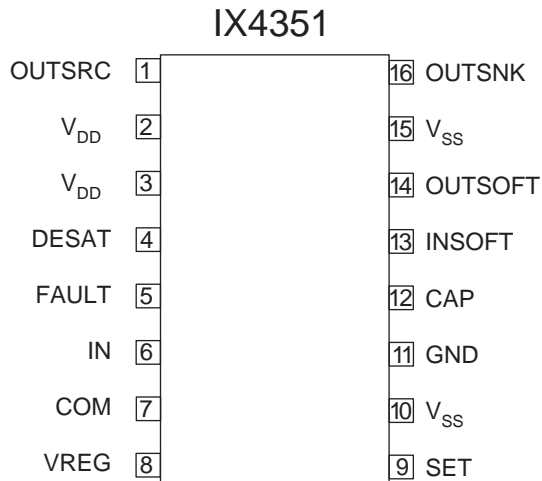 IX4351
OUTSRC 1 16 OUTSNK
VDD 2 15 VSS
VDD 3 14 OUTSOFT
DESAT 4 13 INSOFT
FAULT 5 12 CAP
IN 6 11 GND
COM 7 10 VSS
VREG 8 9 SET